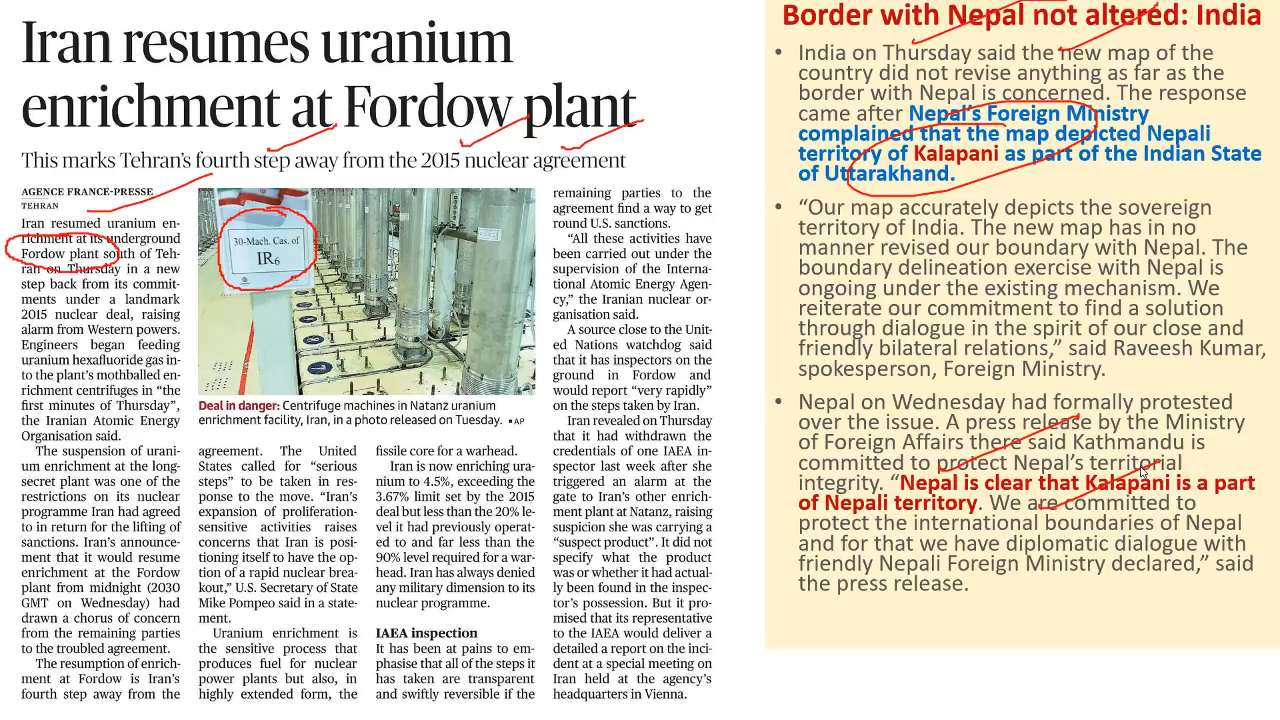 Iran resumes uranium
enrichment at Fordow plant
This marks Tehran's fourth step away from the 2015 nuclear agreement
AGENCE FRANCE-PRESSE
TEHRAN
Iran resumed uranium en-
richment at its underground
Fordow plant south of Teh-
ran on Thursday in a new
step back from its commit-
ments under a landmark
2015 nuclear deal, raising
alarm from Western powers.
Engineers began feeding
uranium hexafluoride gas in-
to the plant's mothballed en-
richment centrifuges in "the
first minutes of Thursday",
the Iranian Atomic Energy
Organisation said.
The suspension of urani-
um enrichment at the long-
secret plant was one of the
restrictions on its nuclear
programme Iran had agreed
to in return for the lifting of
sanctions. Iran's announce-
ment that it would resume
enrichment at the Fordow
plant from midnight (2030
GMT on Wednesday) had
drawn a chorus of concern
from the remaining parties
to the troubled agreement.
The resumption of enrich-
ment at Fordow is Iran's
fourth step away from the
30-Mach. Cas. of
IR6
Deal in danger: Centrifuge machines in Natanz uranium
enrichment facility, Iran, in a photo released on Tuesday. ▪AP
agreement. The United
States called for "serious
steps" to be taken in res-
ponse to the move. "Iran's
expansion of proliferation-
sensitive activities raises
concerns that Iran is posi-
tioning itself to have the op-
tion of a rapid nuclear brea-
kout," U.S. Secretary of State
Mike Pompeo said in a state-
ment.
Uranium enrichment is
the sensitive process that
produces fuel for nuclear
power plants but also, in
highly extended form, the
fissile core for a warhead.
Iran is now enriching ura-
nium to 4.5%, exceeding the
3.67% limit set by the 2015
deal but less than the 20% le-
vel it had previously operat-
ed to and far less than the
90% level required for a war-
head. Iran has always denied
any military dimension to its
nuclear programme.
IAEA inspection
It has been at pains to em-
phasise that all of the steps it
has taken are transparent
and swiftly reversible if the
remaining parties to the
agreement find a way to get
round U.S. sanctions.
"All these activities have
been carried out under the
supervision of the Interna-
tional Atomic Energy Agen-
cy," the Iranian nuclear or-
ganisation said.
A source close to the Unit-
ed Nations watchdog said
that it has inspectors on the
ground in Fordow and
would report "very rapidly"
on the steps taken by Iran.
Iran revealed on Thursday
that it had withdrawn the
credentials of one IAEA in-
spector last week after she
triggered an alarm at the
gate to Iran's other enrich-
ment plant at Natanz, raising
suspicion she was carrying a
"suspect product". It did not
specify what the product
was or whether it had actual-
ly been found in the inspec-
tor's possession. But it pro-
mised that its representative
to the IAEA would deliver a
detailed a report on the inci-
dent at a special meeting on
Iran held at the agency's
headquarters in Vienna.
Border with Nepal not altered: India
• India on Thursday said the new map of the
country did not revise anything as far as the
border with Nepal is concerned. The response
came after Nepal's Foreign Ministry
complained that the map depicted Nepali
territory of Kalapani as part of the Indian State
of Uttarakhand.
• "Our map accurately depicts the sovereign
territory of India. The new map has in no
manner revised our boundary with Nepal. The
boundary delineation exercise with Nepal is
ongoing under the existing mechanism. We
reiterate our commitment to find a solution
through dialogue in the spirit of our close and
friendly bilateral relations," said Raveesh Kumar,
spokesperson, Foreign Ministry.
• Nepal on Wednesday had formally protested
over the issue. A press release by the Ministry
of Foreign Affairs there said Kathmandu is
committed to protect Nepal's territorial
integrity. "Nepal is clear that Kalapani is a part
of Nepali territory. We are committed to
protect the international boundaries of Nepal
and for that we have diplomatic dialogue with
friendly Nepali Foreign Ministry declared," said
the press release.